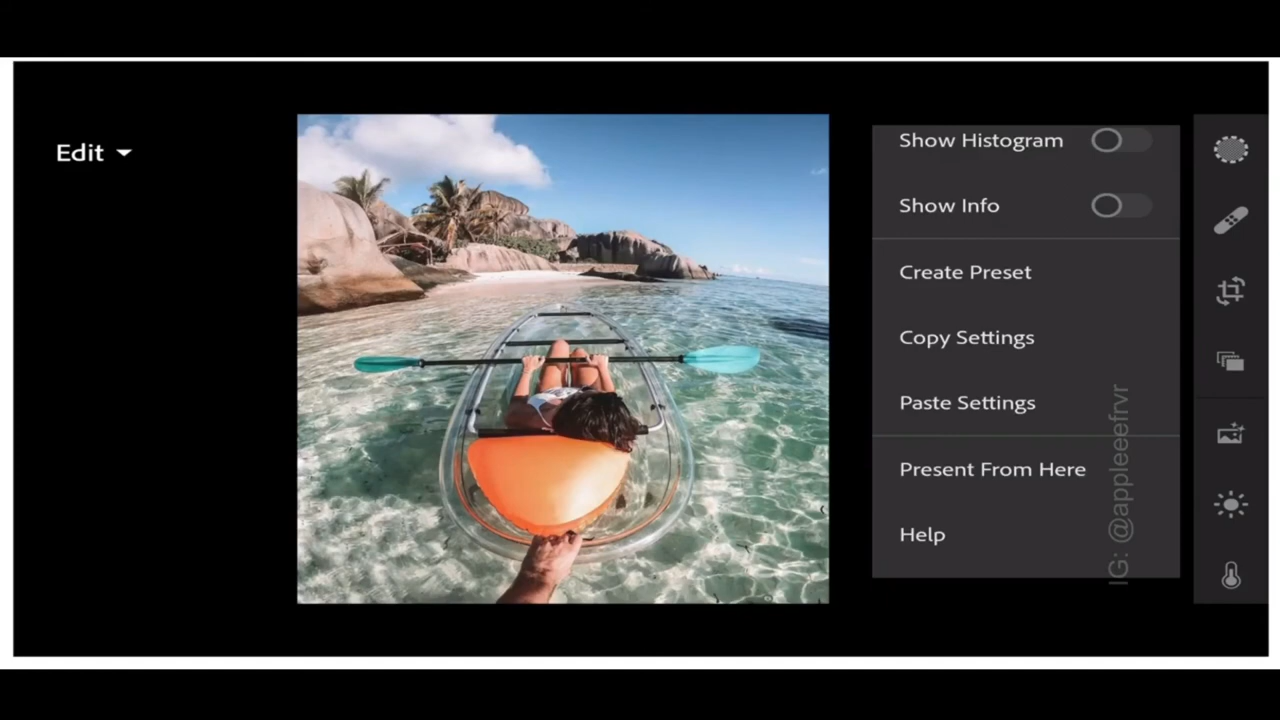 Edit
Show Histogram
Show Info
Create Preset
Copy Settings
Paste Settings
Present From Here
Help
IG: @appleeefrvr